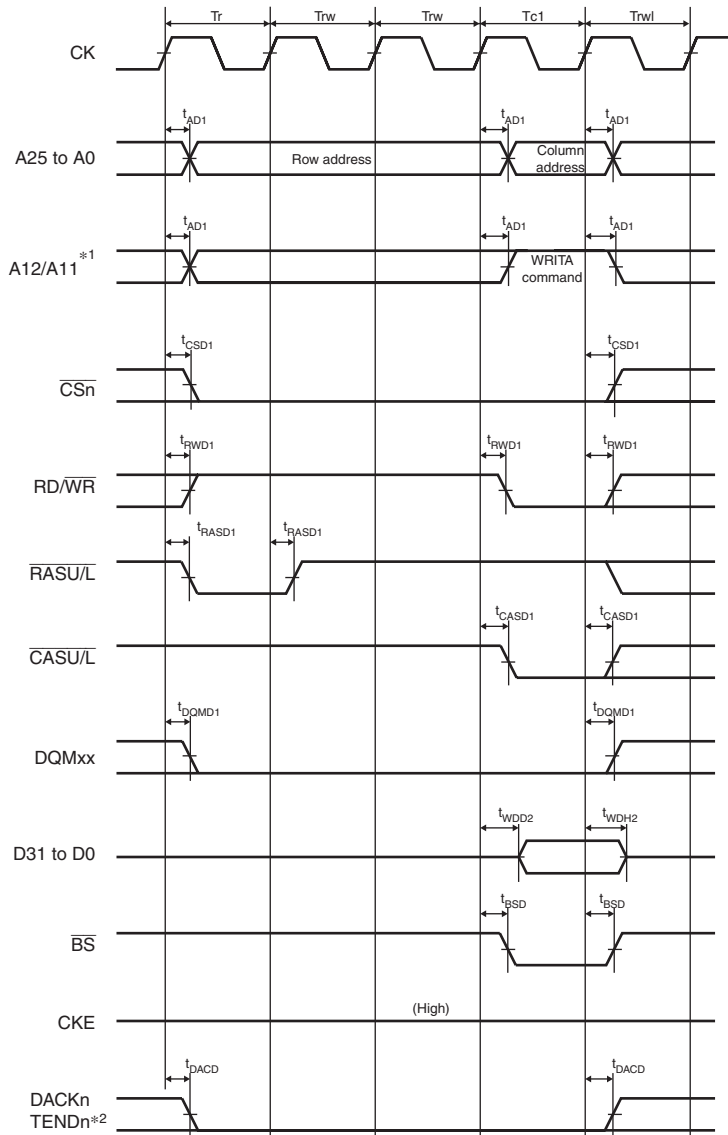 Tr Trw Trw Tc1 Trwl
CK
tAD1 tAD1 tAD1
A25 to A0 Row address Column address
tAD1 tAD1 tAD1
A12/A11*1 WRITA command
tCSD1 tCSD1
CSn
tRWD1 tRWD1 tRWD1
RD/WR
tRASD1 tRASD1
RASU/L
tCASD1 tCASD1
CASU/L
tDQMD1 tDQMD1
DQMxx
tWDD2 tWDH2
D31 to D0
tBSD tBSD
BS
(High)
CKE
tDACD tDACD
DACKn
TENDn*2